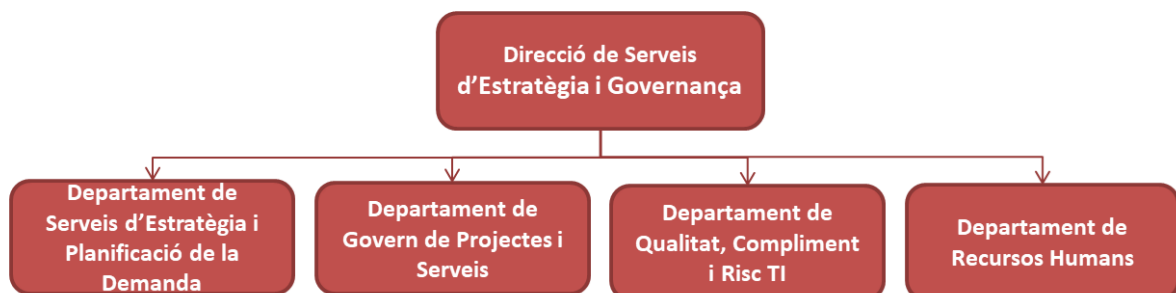 Direcció de Serveis
d’Estratègia i Governança
Departament de
Serveis d’Estratègia i
Planificació de la
Demanda
Departament de
Govern de Projectes i
Serveis
Departament de
Qualitat, Compliment
i Risc TI
Departament de
Recursos Humans